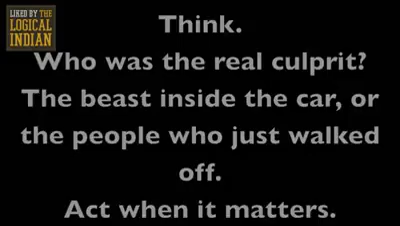 LIKED BY THE
LOGICAL
INDIAN
Think.
Who was the real culprit?
The beast inside the car, or
the people who just walked
off.
Act when it matters.